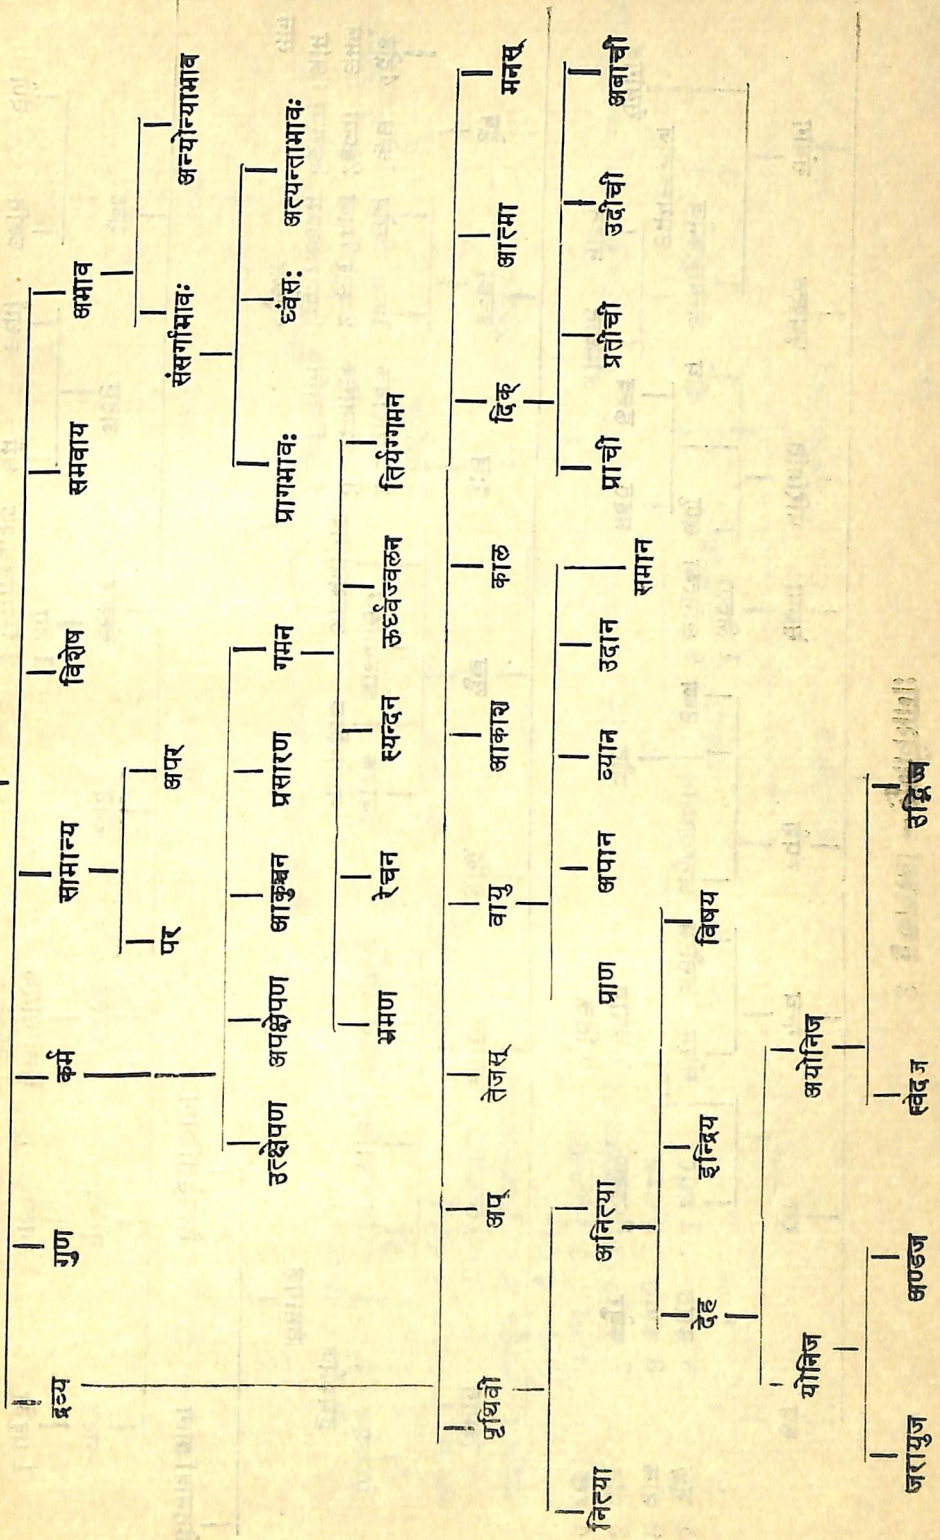 द्रव्य गुण कर्म सामान्य विशेष समवाय अभाव
पर अपर संसर्गाभावः अन्योन्याभाव
उत्क्षेपण अपक्षेपण आकुञ्चन प्रसारण गमन प्रागभावः ध्वंसः अत्यन्ताभावः
भ्रमण रेचन स्यन्दन ऊर्ध्वज्वलन तिर्यग्गमन
पृथिवी अप् तेजस् वायु आकाश काल दिक् आत्मा मनस्
नित्या अनित्या प्राण अपान व्यान उदान समान प्राची प्रतीची उदीची अबाची
देह इन्द्रिय विषय
योनिज अयोनिज
जरायुज अण्डज स्वेदज उद्भिज्ज